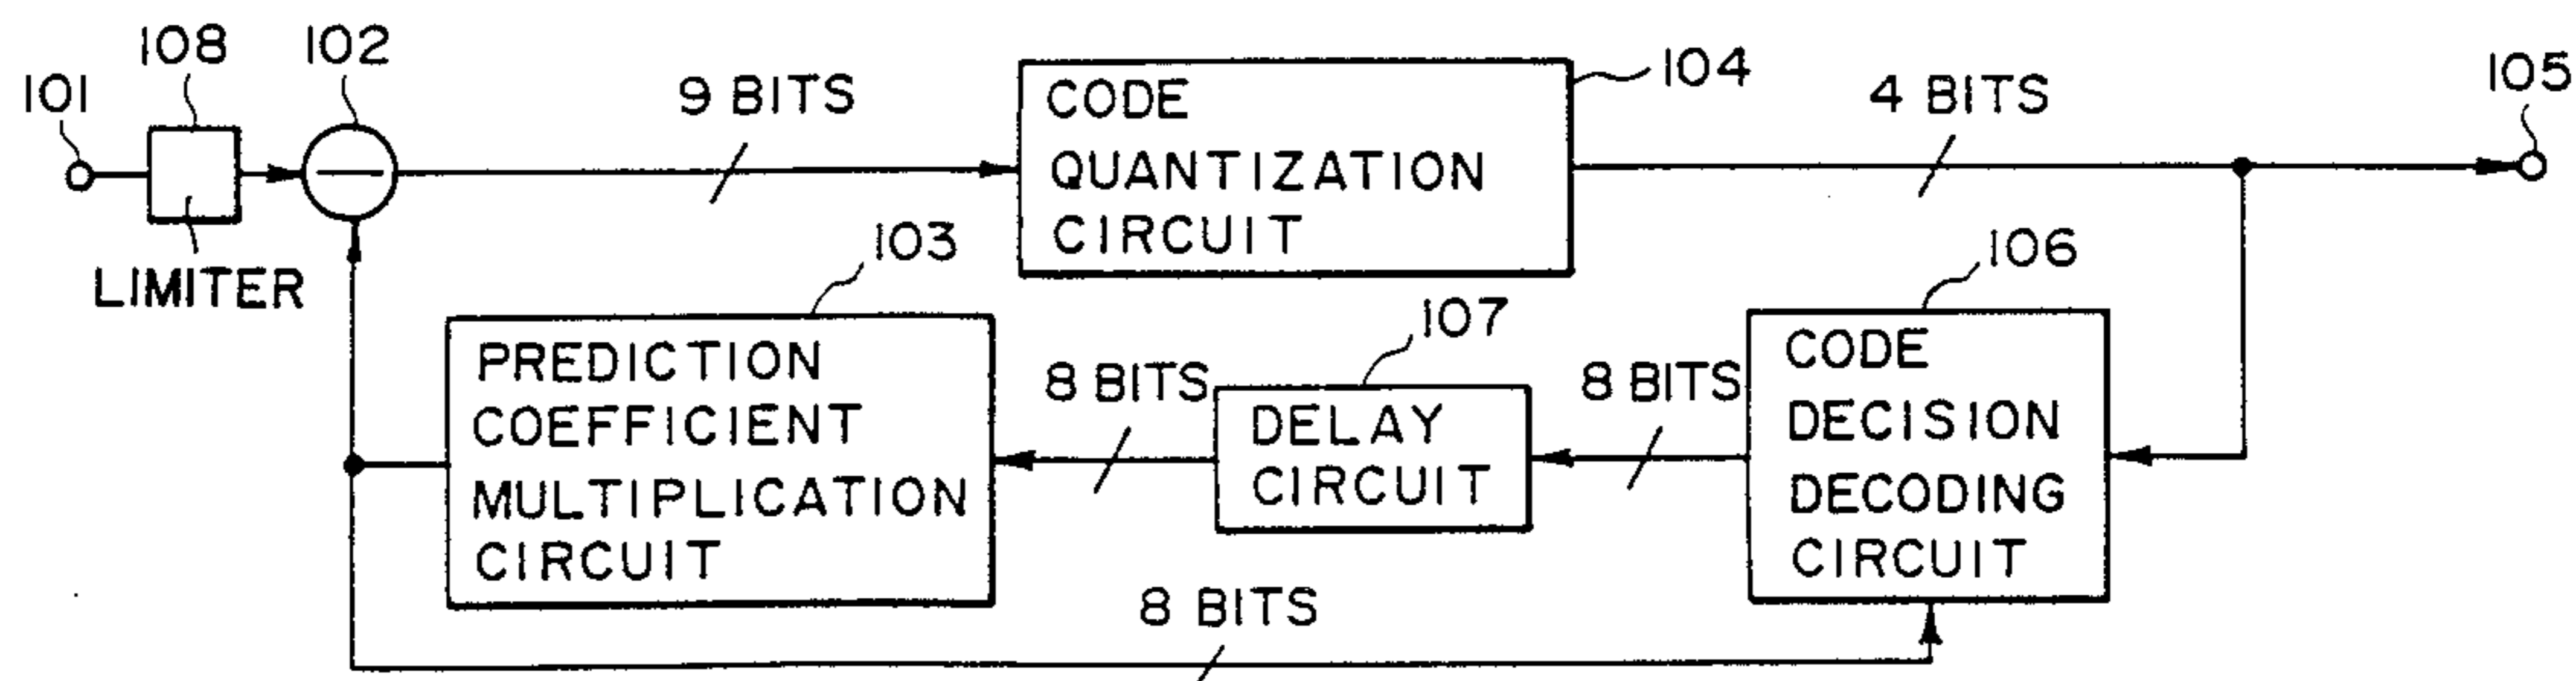 101
108
102
9 BITS
CODE
QUANTIZATION
CIRCUIT
104
4 BITS
105
LIMITER
103
PREDICTION
COEFFICIENT
MULTIPLICATION
CIRCUIT
8 BITS
107
DELAY
CIRCUIT
8 BITS
106
CODE
DECISION
DECODING
CIRCUIT
8 BITS